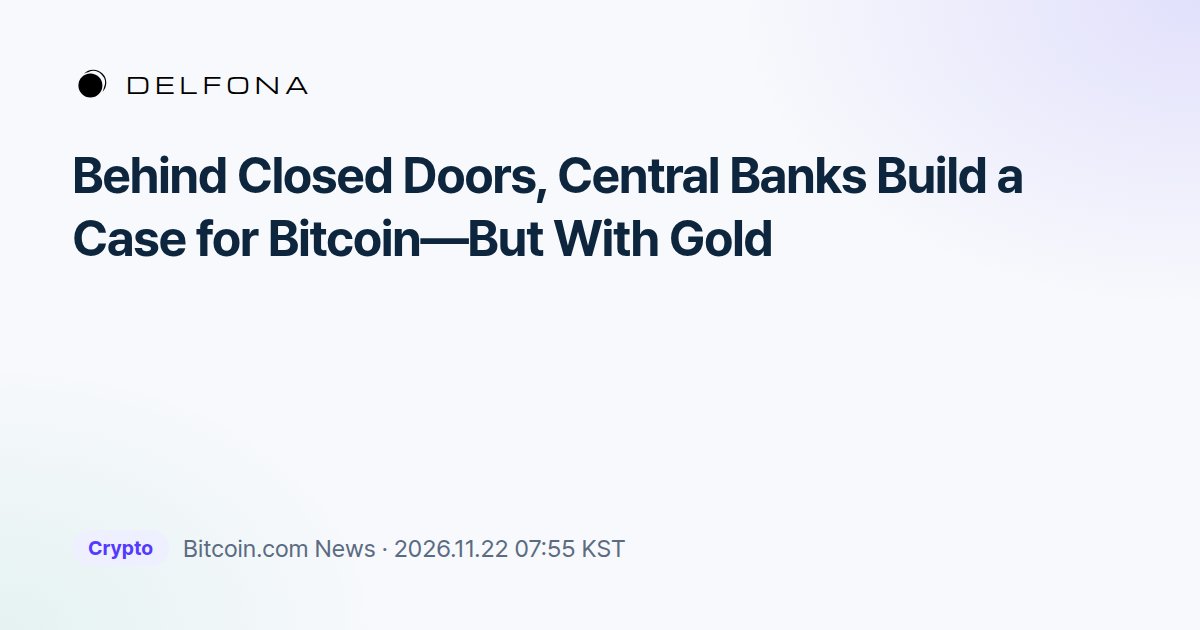 DELFONA
Behind Closed Doors, Central Banks Build a
Case for Bitcoin—But With Gold
Crypto Bitcoin.com News · 2026.11.22 07:55 KST